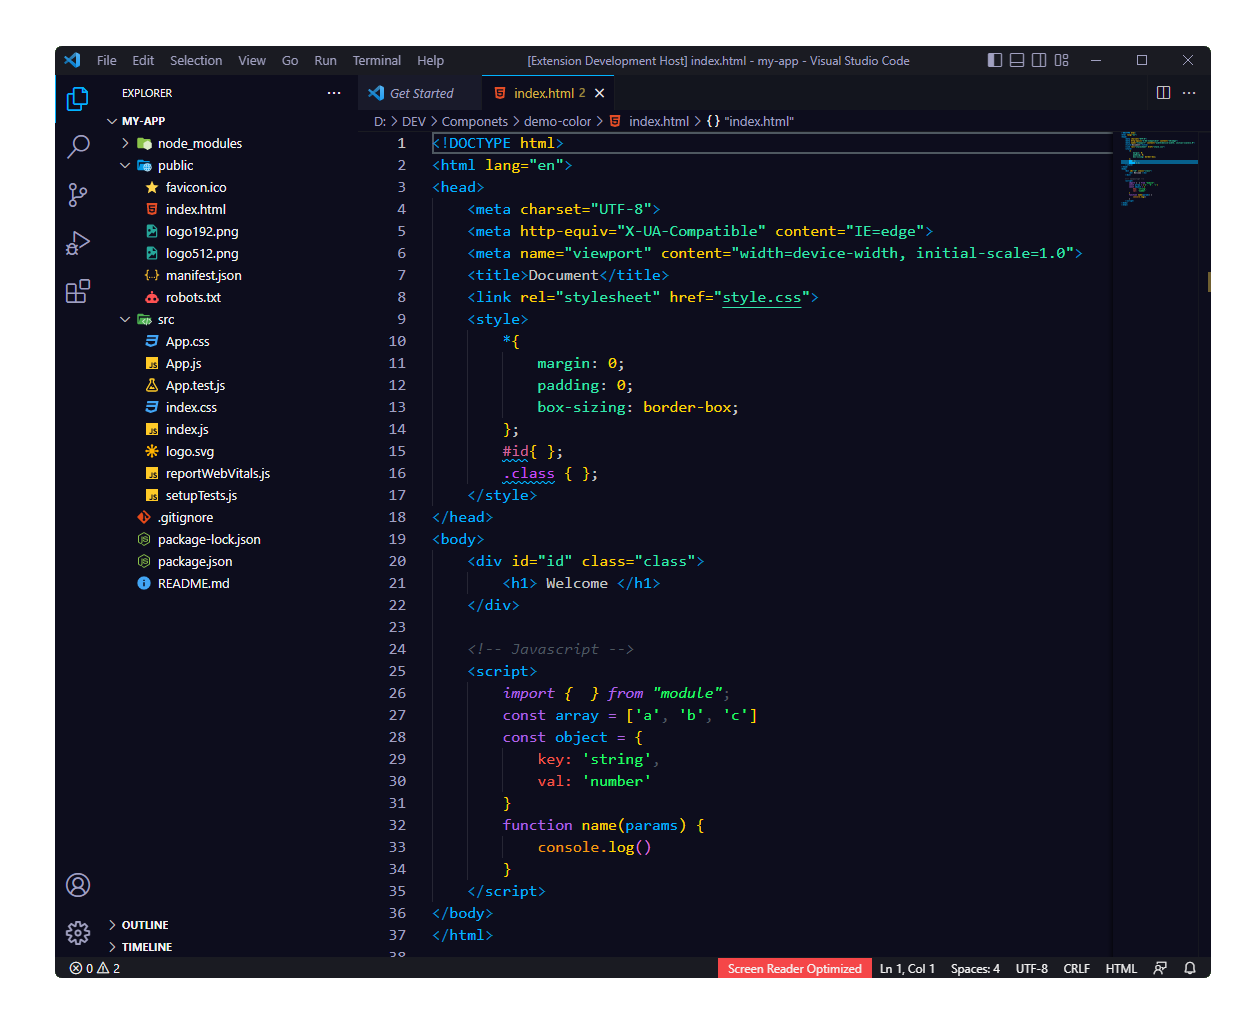 File Edit Selection View Go Run Terminal Help [Extension Development Host] index.html - my-app - Visual Studio Code
EXPLORER ···
MY-APP
node_modules
public
favicon.ico
index.html
logo192.png
logo512.png
manifest.json
robots.txt
src
App.css
App.js
App.test.js
index.css
index.js
logo.svg
reportWebVitals.js
setupTests.js
.gitignore
package-lock.json
package.json
README.md
OUTLINE
TIMELINE
Get Started index.html 2
D: > DEV > Componets > demo-color > index.html > {} "index.html"
1 <!DOCTYPE html>
2 <html lang="en">
3 <head>
4 <meta charset="UTF-8">
5 <meta http-equiv="X-UA-Compatible" content="IE=edge">
6 <meta name="viewport" content="width=device-width, initial-scale=1.0">
7 <title>Document</title>
8 <link rel="stylesheet" href="style.css">
9 <style>
10 *{
11 margin: 0;
12 padding: 0;
13 box-sizing: border-box;
14 };
15 #id{ };
16 .class { };
17 </style>
18 </head>
19 <body>
20 <div id="id" class="class">
21 <h1> Welcome </h1>
22 </div>
23
24 <!-- Javascript -->
25 <script>
26 import {  } from "module";
27 const array = ['a', 'b', 'c']
28 const object = {
29 key: 'string',
30 val: 'number'
31 }
32 function name(params) {
33 console.log()
34 }
35 </script>
36 </body>
37 </html>
38
0 2 Screen Reader Optimized Ln 1, Col 1 Spaces: 4 UTF-8 CRLF HTML